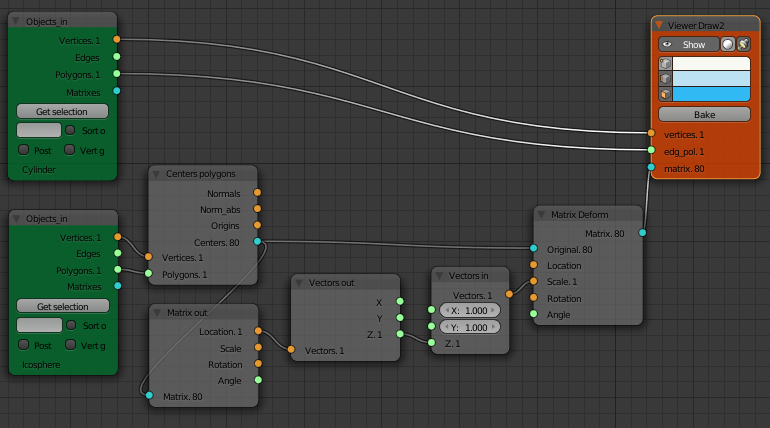 Objects_in
Vertices. 1
Edges
Polygons. 1
Matrixes
Get selection
Sort o
Post
Vert g
Cylinder
Objects_in
Vertices. 1
Edges
Polygons. 1
Matrixes
Get selection
Sort o
Post
Vert g
Icosphere
Centers polygons
Normals
Norm_abs
Origins
Centers. 80
Vertices. 1
Polygons. 1
Matrix out
Location. 1
Scale
Rotation
Angle
Matrix. 80
Vectors out
X
Y
Z. 1
Vectors. 1
Vectors in
Vectors. 1
X: 1.000
Y: 1.000
Z. 1
Matrix Deform
Matrix. 80
Original. 80
Location
Scale. 1
Rotation
Angle
Viewer Draw2
Show
Bake
vertices. 1
edg_pol. 1
matrix. 80